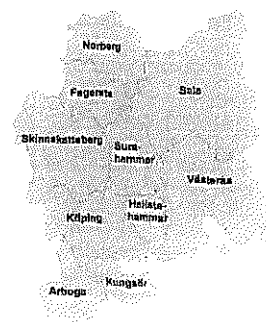 Norberg
Fagersta
Sala
Skinnskatteberg
Sura-
hammar
Västerås
Hallsta-
hammar
Köping
Kungsör
Arboga